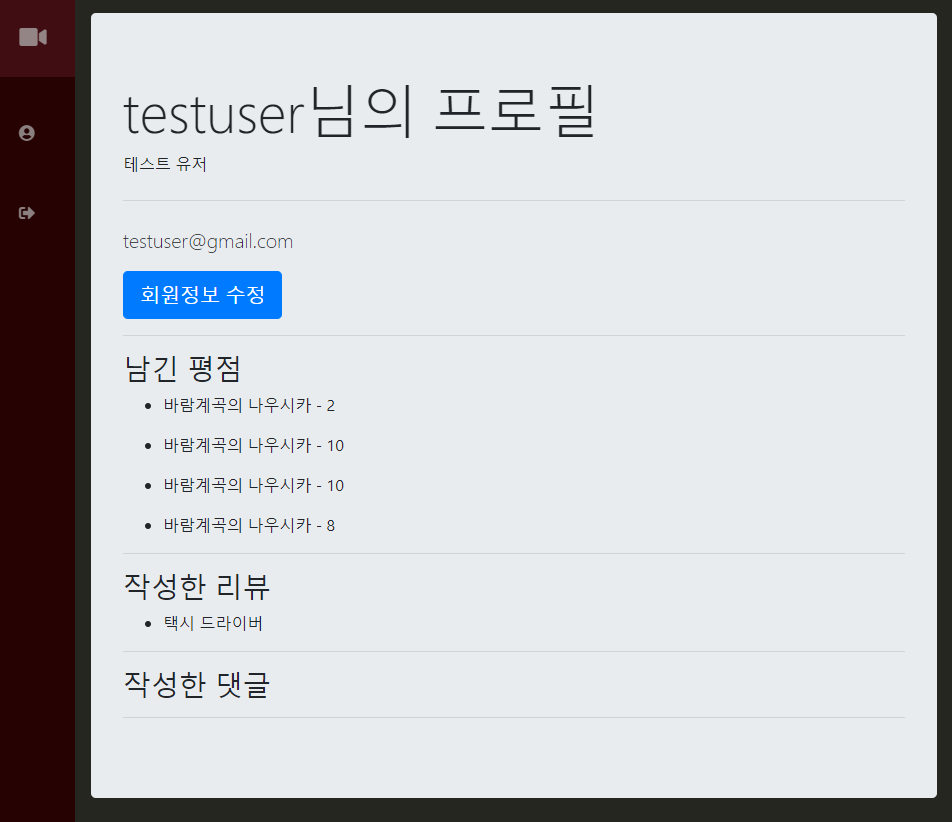 testuser님의 프로필
테스트 유저
testuser@gmail.com
회원정보 수정
남긴 평점
바람계곡의 나우시카 - 2
바람계곡의 나우시카 - 10
바람계곡의 나우시카 - 10
바람계곡의 나우시카 - 8
작성한 리뷰
택시 드라이버
작성한 댓글